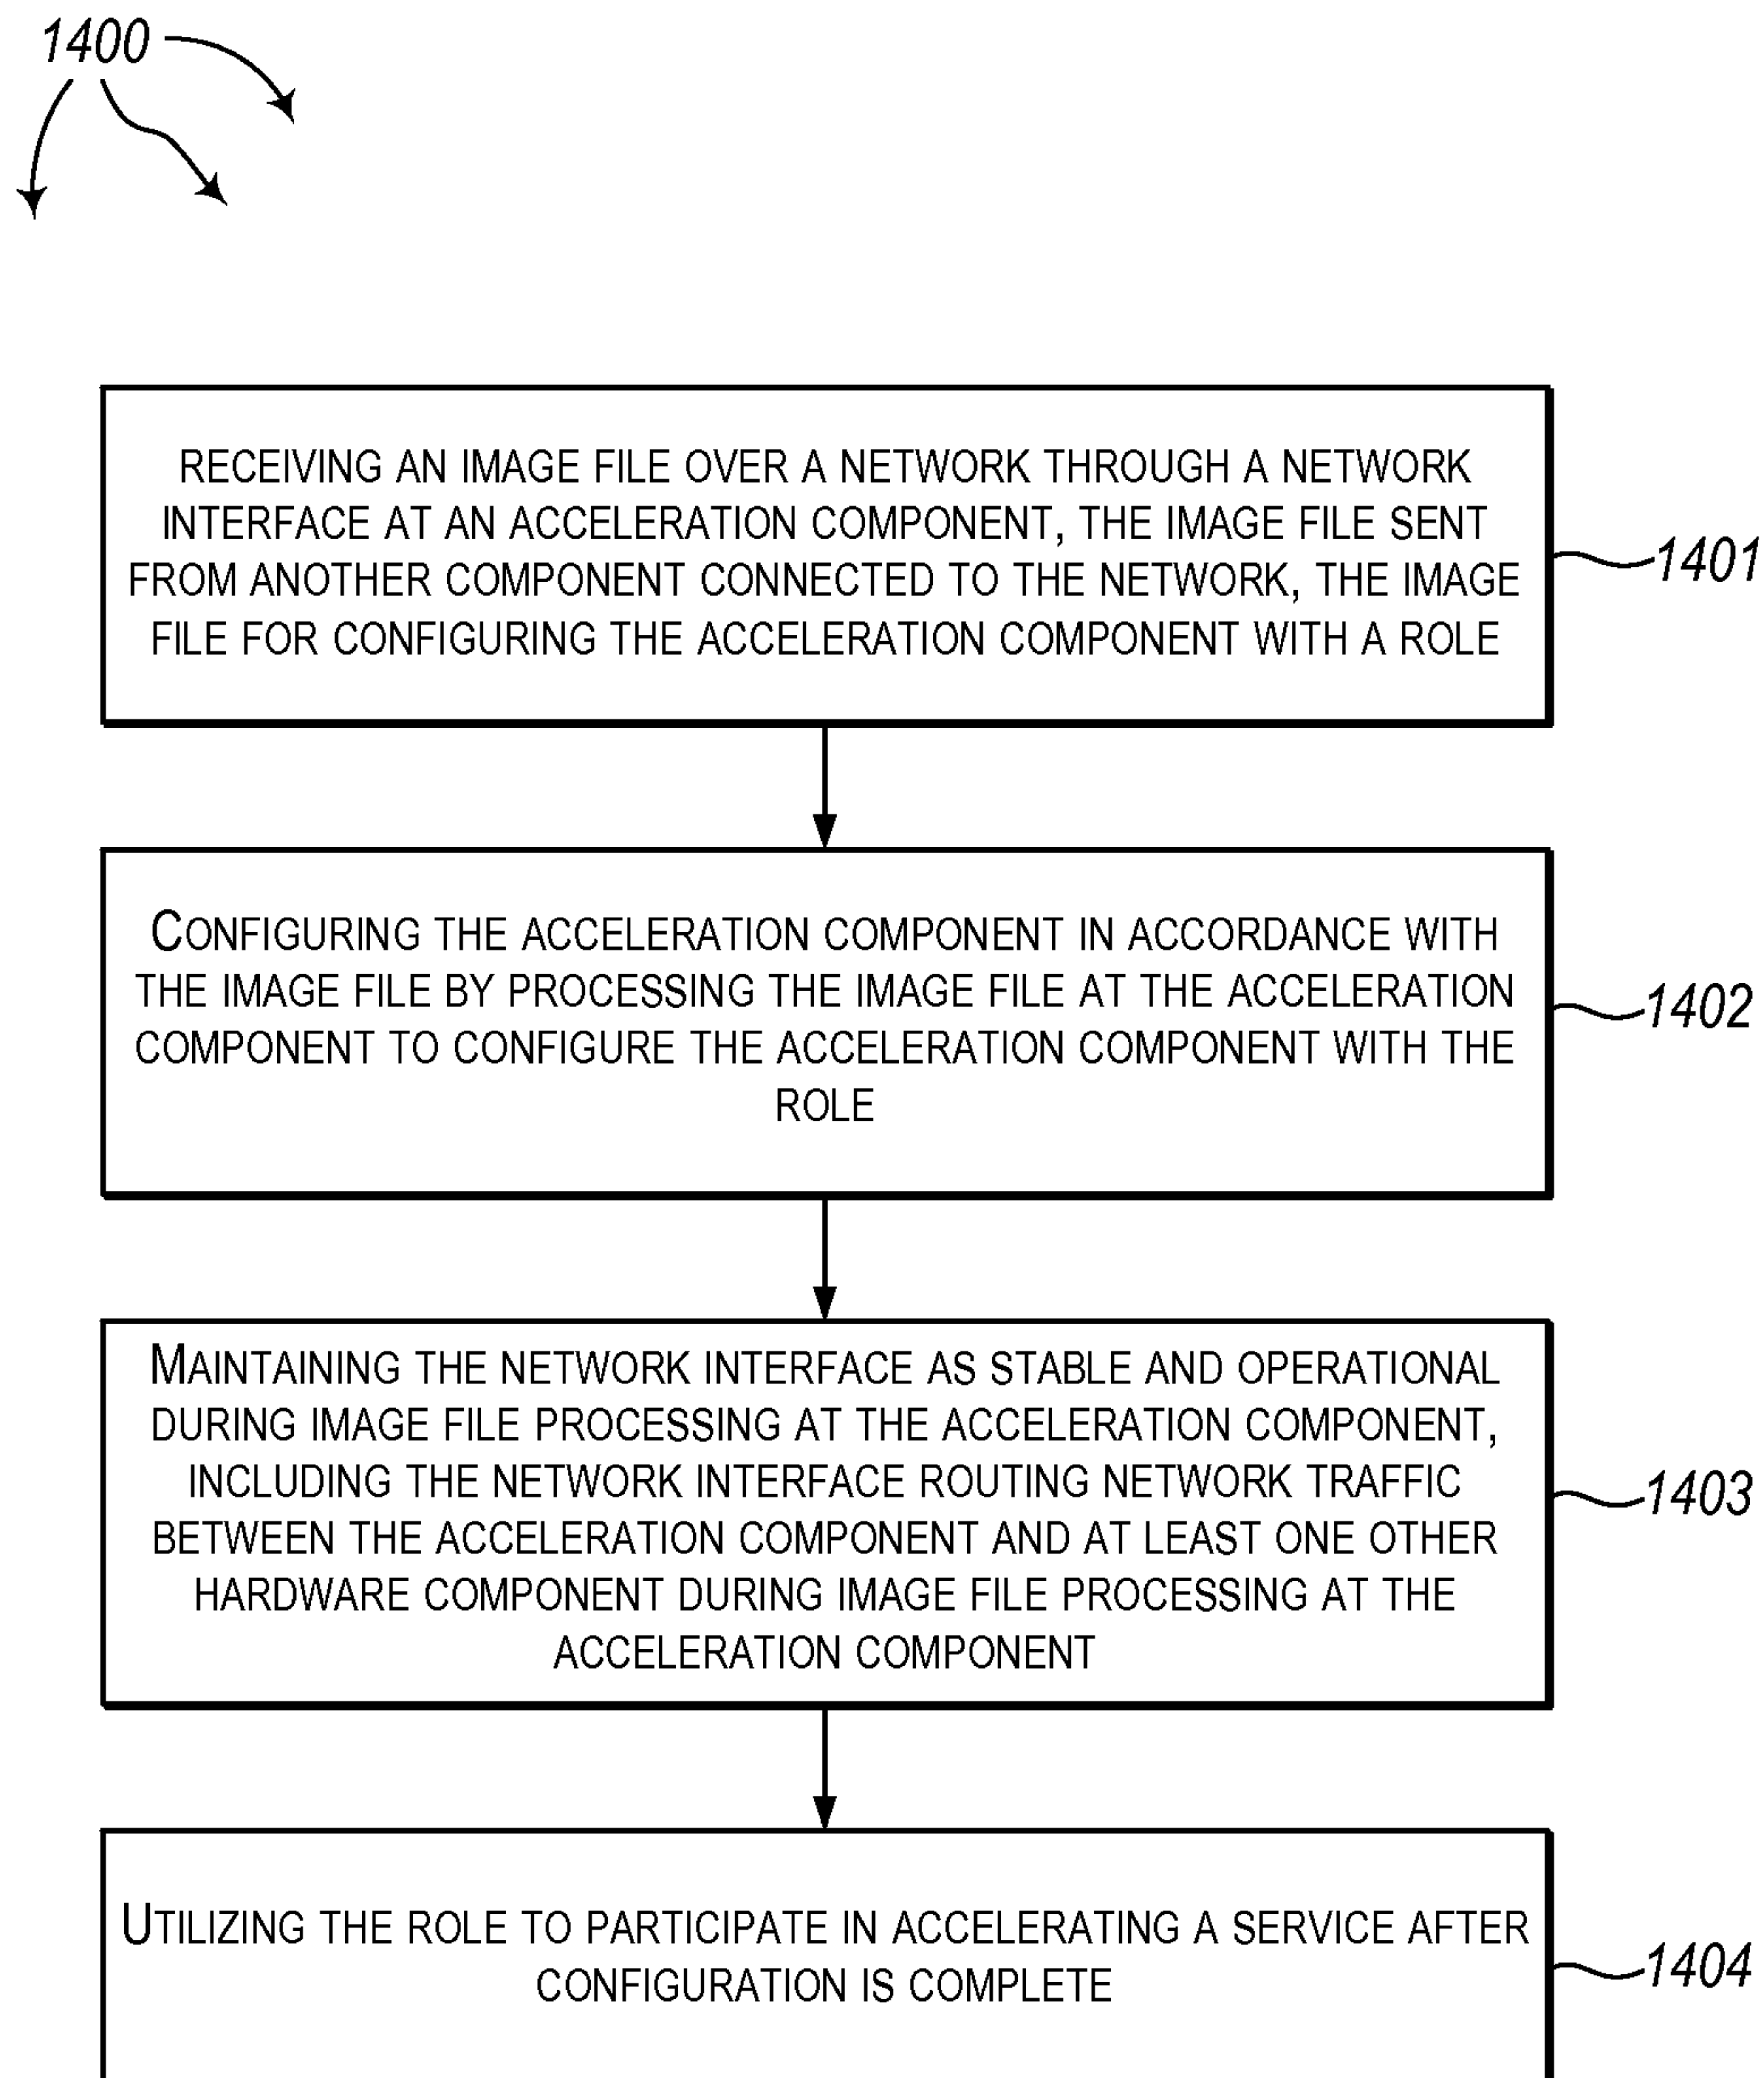 1400
RECEIVING AN IMAGE FILE OVER A NETWORK THROUGH A NETWORK
INTERFACE AT AN ACCELERATION COMPONENT, THE IMAGE FILE SENT
FROM ANOTHER COMPONENT CONNECTED TO THE NETWORK, THE IMAGE
FILE FOR CONFIGURING THE ACCELERATION COMPONENT WITH A ROLE
1401
CONFIGURING THE ACCELERATION COMPONENT IN ACCORDANCE WITH
THE IMAGE FILE BY PROCESSING THE IMAGE FILE AT THE ACCELERATION
COMPONENT TO CONFIGURE THE ACCELERATION COMPONENT WITH THE
ROLE
1402
MAINTAINING THE NETWORK INTERFACE AS STABLE AND OPERATIONAL
DURING IMAGE FILE PROCESSING AT THE ACCELERATION COMPONENT,
INCLUDING THE NETWORK INTERFACE ROUTING NETWORK TRAFFIC
BETWEEN THE ACCELERATION COMPONENT AND AT LEAST ONE OTHER
HARDWARE COMPONENT DURING IMAGE FILE PROCESSING AT THE
ACCELERATION COMPONENT
1403
UTILIZING THE ROLE TO PARTICIPATE IN ACCELERATING A SERVICE AFTER
CONFIGURATION IS COMPLETE
1404